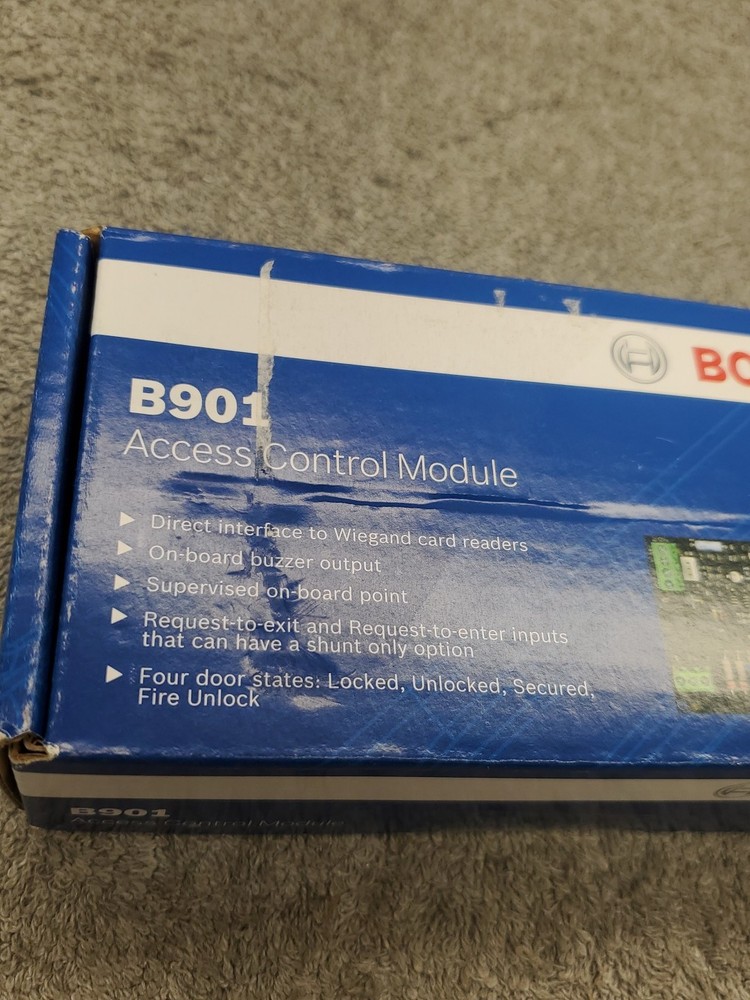 BO
B901
Access Control Module
Direct interface to Wiegand card readers
On-board buzzer output
Supervised on-board point
Request-to-exit and Request-to-enter inputs
that can have a shunt only option
Four door states: Locked, Unlocked, Secured,
Fire Unlock
B901
Access Control Module